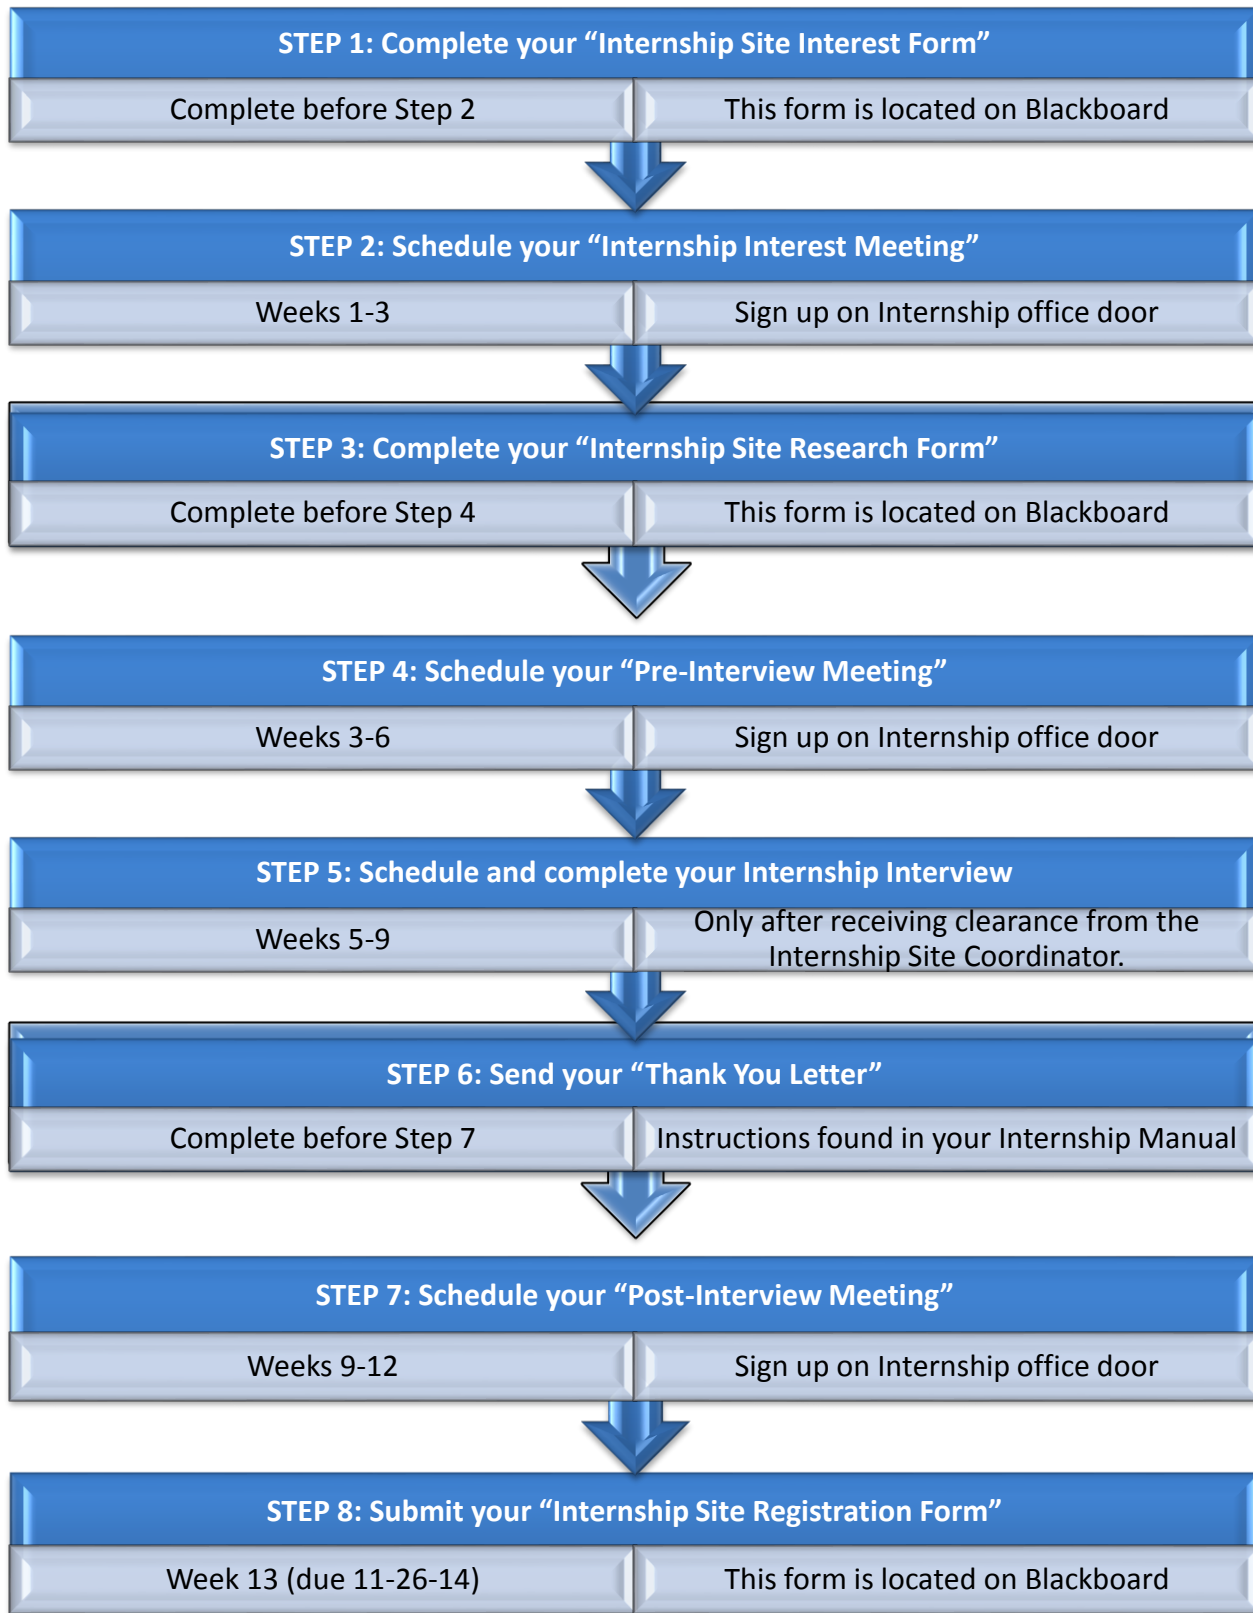 STEP 1: Complete your “Internship Site Interest Form”
Complete before Step 2
This form is located on Blackboard
STEP 2: Schedule your “Internship Interest Meeting”
Weeks 1-3
Sign up on Internship office door
STEP 3: Complete your “Internship Site Research Form”
Complete before Step 4
This form is located on Blackboard
STEP 4: Schedule your “Pre-Interview Meeting”
Weeks 3-6
Sign up on Internship office door
STEP 5: Schedule and complete your Internship Interview
Weeks 5-9
Only after receiving clearance from the
Internship Site Coordinator.
STEP 6: Send your “Thank You Letter”
Complete before Step 7
Instructions found in your Internship Manual
STEP 7: Schedule your “Post-Interview Meeting”
Weeks 9-12
Sign up on Internship office door
STEP 8: Submit your “Internship Site Registration Form”
Week 13 (due 11-26-14)
This form is located on Blackboard